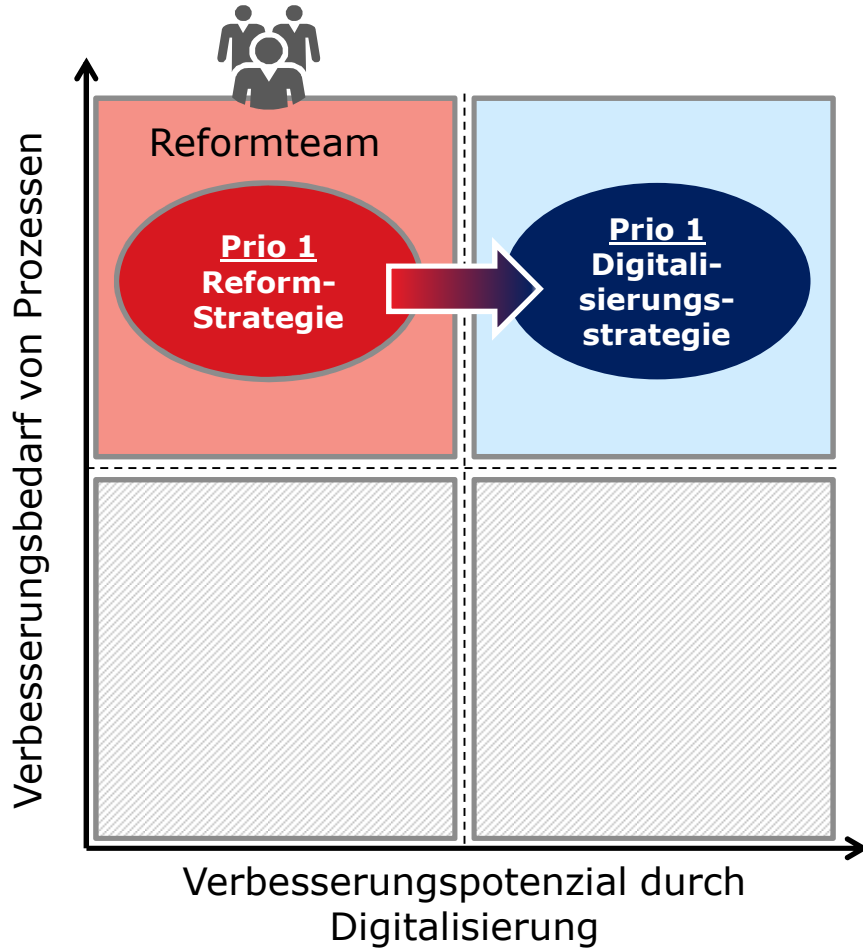 Reformteam
Prio 1
Reform-
Strategie
Prio 1
Digitali-
sierungs-
strategie
Verbesserungsbedarf von Prozessen
Verbesserungspotenzial durch
Digitalisierung